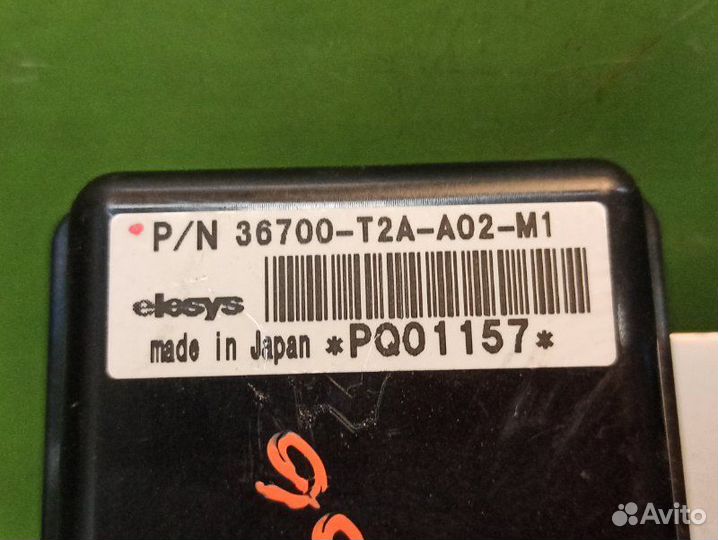 P/N 36700-T2A-A02-M1
elesys
made in Japan *PQ01157*
Avito